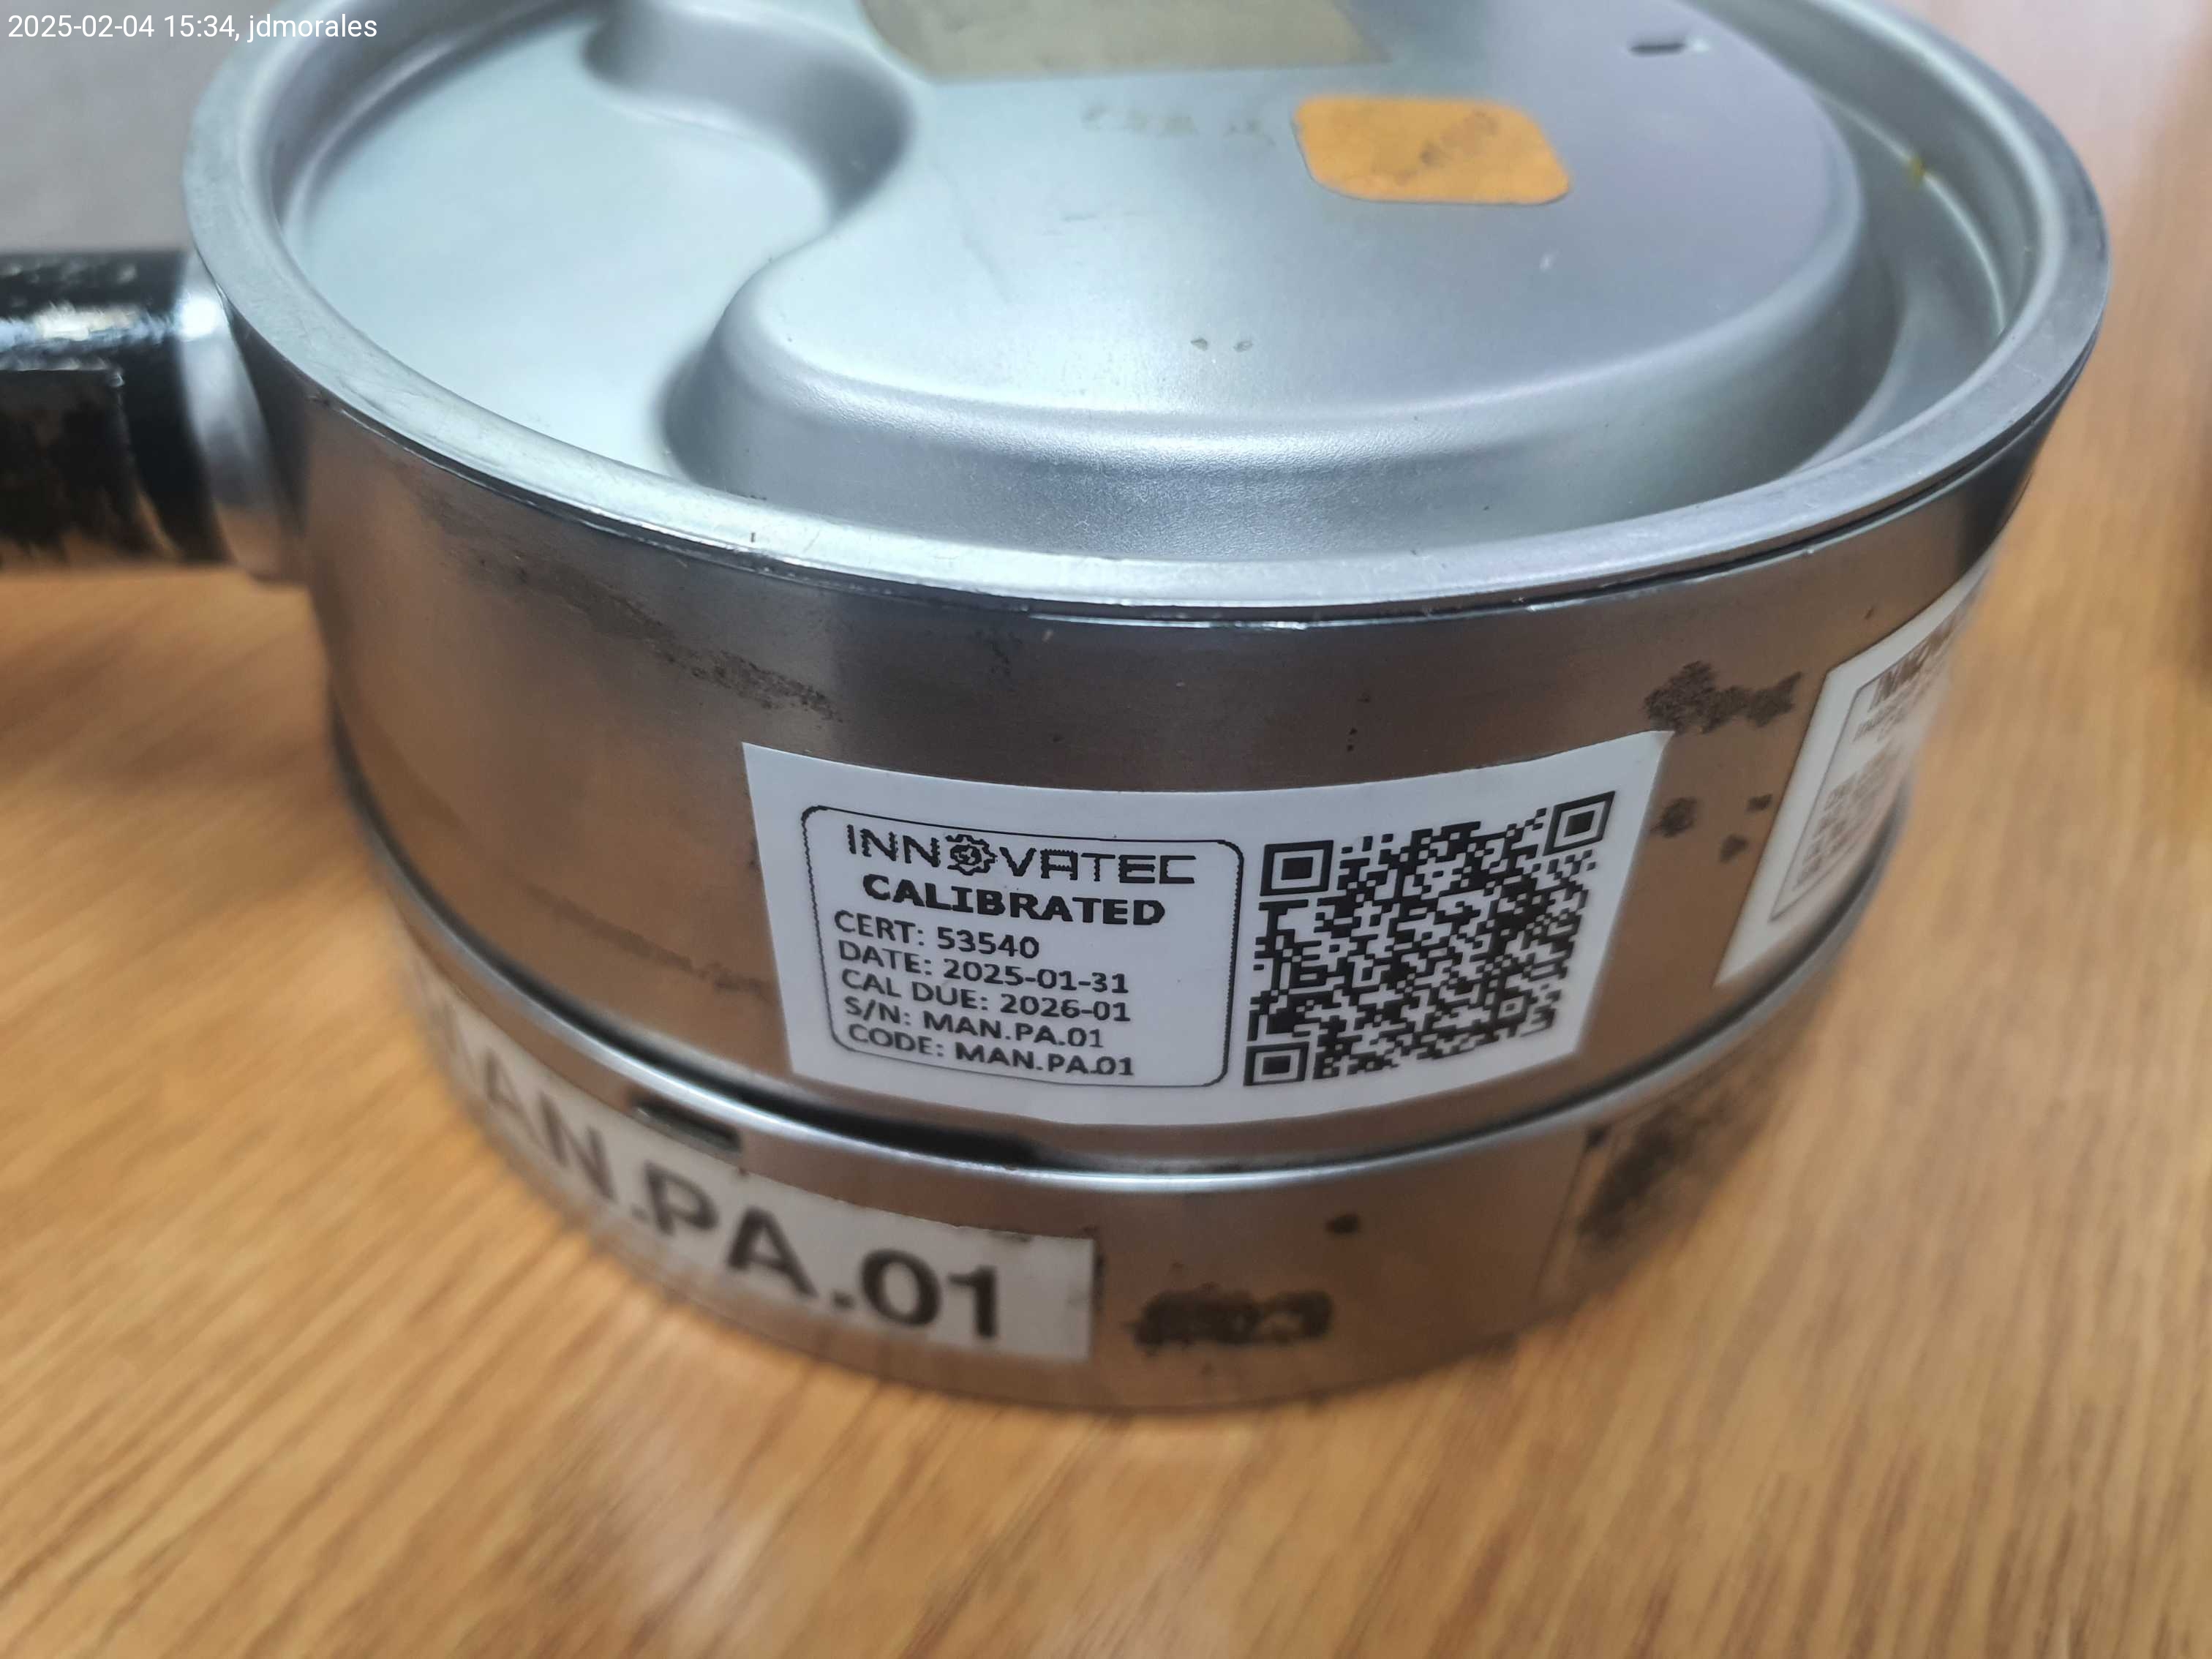 2025-02-04 15:34, jdmorales
INNOVATEC
CALIBRATED
CERT: 53540
DATE: 2025-01-31
CAL DUE: 2026-01
S/N: MAN.PA.01
CODE: MAN.PA.01
MAN.PA.01